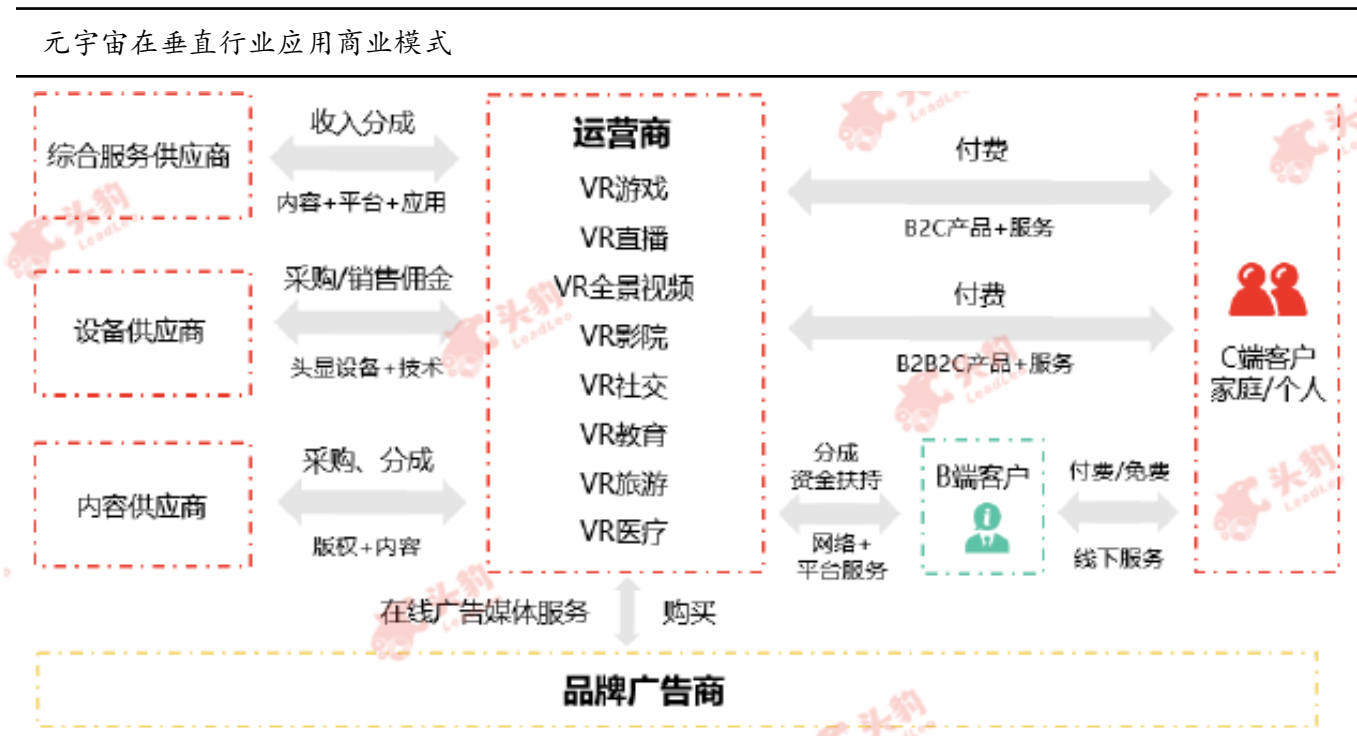 元宇宙在垂直行业应用商业模式
综合服务供应商
收入分成
内容+平台+应用
设备供应商
采购/销售佣金
头显设备+技术
内容供应商
采购、分成
版权+内容
运营商
VR游戏
VR直播
VR全景视频
VR影院
VR社交
VR教育
VR旅游
VR医疗
付费
B2C产品+服务
付费
B2B2C产品+服务
分成
资金扶持
网络+
平台服务
B端客户
付费/免费
线下服务
C端客户
家庭/个人
在线广告媒体服务
购买
品牌广告商
头豹
LeadLeo